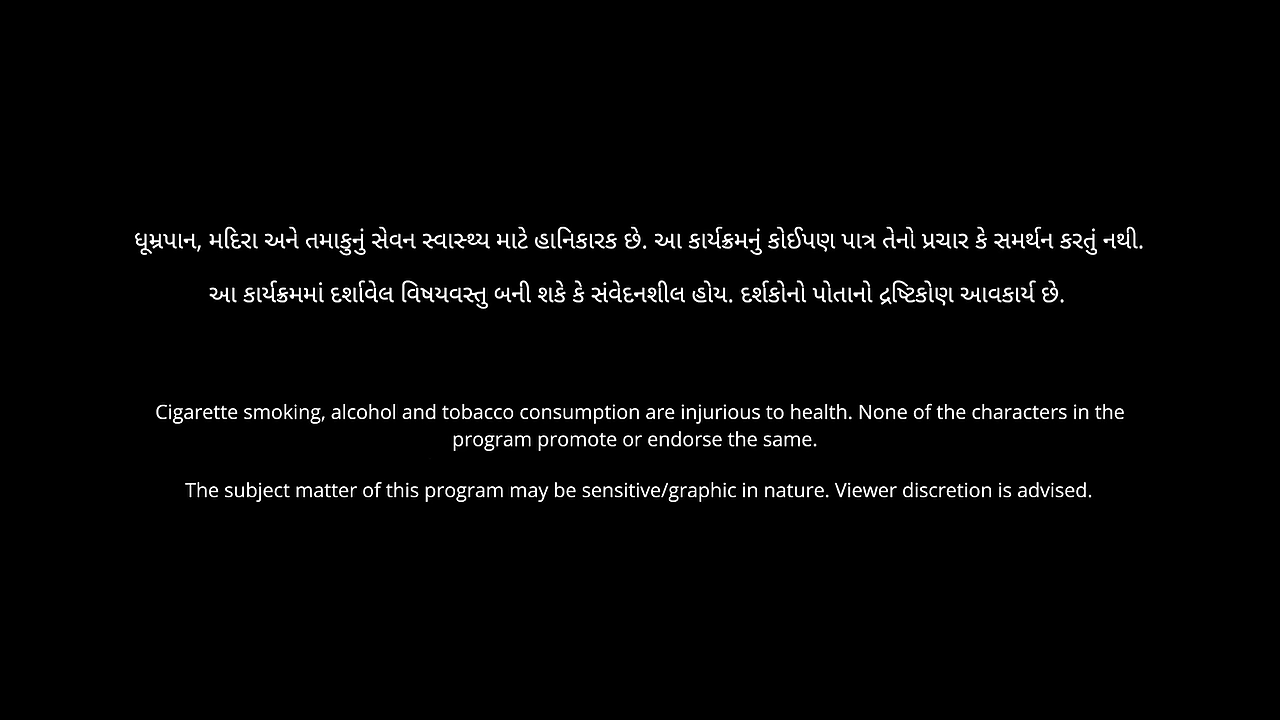 ધૂમ્રપાન, મદિરા અને તમાકુનું સેવન સ્વાસ્થ્ય માટે હાનિકારક છે. આ કાર્યક્રમનું કોઈપણ પાત્ર તેનો પ્રચાર કે સમર્થન કરતું નથી.
આ કાર્યક્રમમાં દર્શાવેલ વિષયવસ્તુ બની શકે કે સંવેદનશીલ હોય. દર્શકોનો પોતાનો દ્રષ્ટિકોણ આવકાર્ય છે.
Cigarette smoking, alcohol and tobacco consumption are injurious to health. None of the characters in the
program promote or endorse the same.
The subject matter of this program may be sensitive/graphic in nature. Viewer discretion is advised.